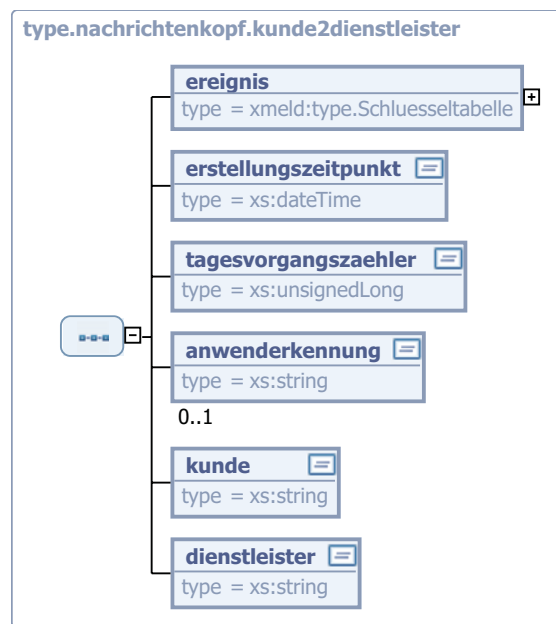 type.nachrichtenkopf.kunde2dienstleister
ereignis
type = xmeld:type.Schluesseltabelle
erstellungszeitpunkt
type = xs:dateTime
tagesvorgangszaehler
type = xs:unsignedLong
anwenderkennung
type = xs:string
0..1
kunde
type = xs:string
dienstleister
type = xs:string